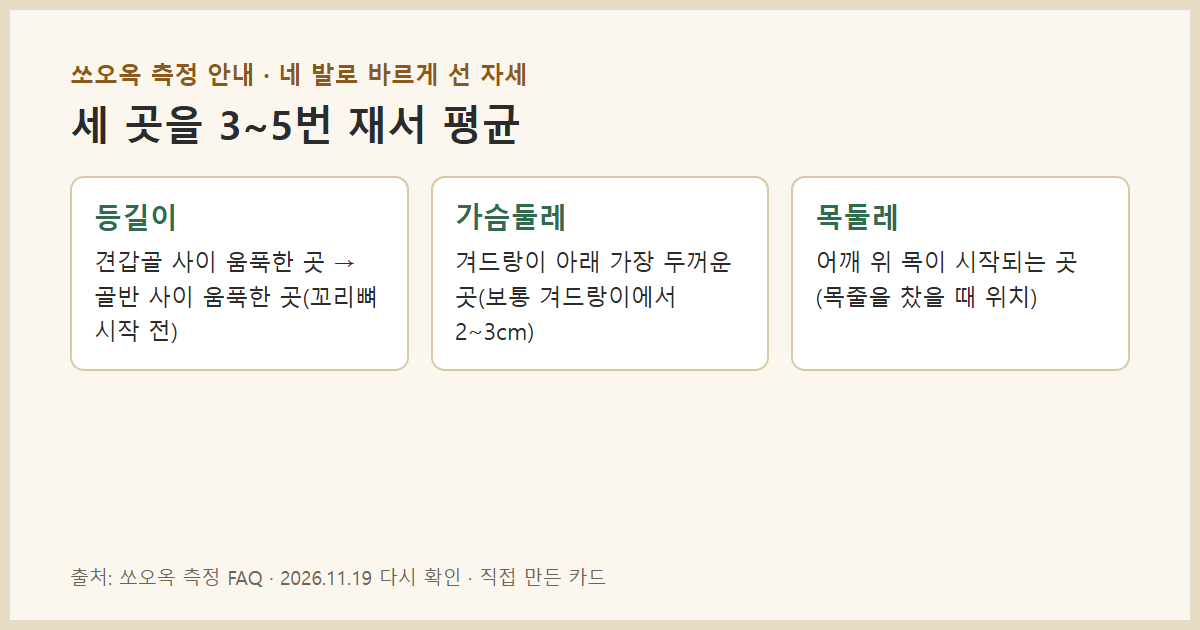 쏘오옥 측정 안내 · 네 발로 바르게 선 자세
세 곳을 3~5번 재서 평균
등길이
견갑골 사이 움푹한 곳 →
골반 사이 움푹한 곳(꼬리뼈
시작 전)
가슴둘레
겨드랑이 아래 가장 두꺼운
곳(보통 겨드랑이에서
2~3cm)
목둘레
어깨 위 목이 시작되는 곳
(목줄을 찼을 때 위치)
출처: 쏘오옥 측정 FAQ · 2026.11.19 다시 확인 · 직접 만든 카드